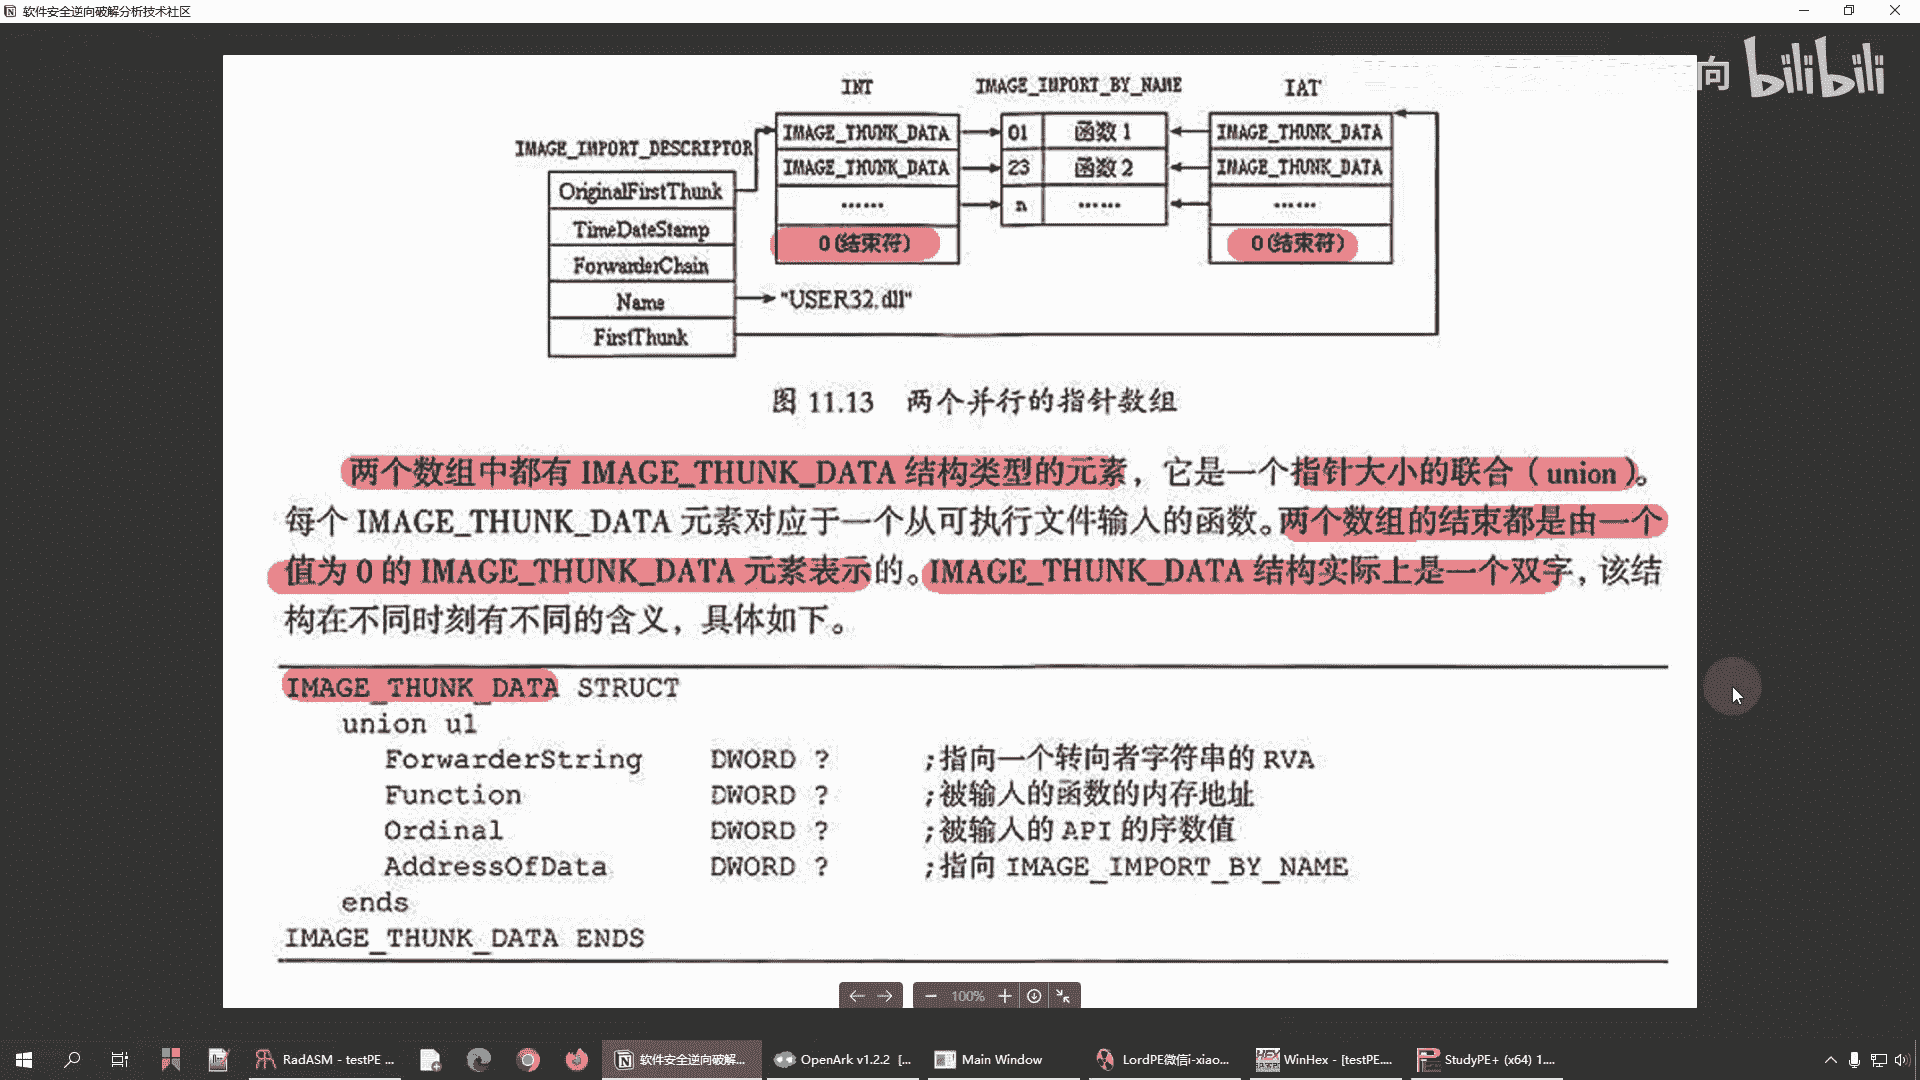 软件安全逆向破解分析技术社区
向 bilibili
INT
IMAGE_IMPORT_BY_NAME
IAT
IMAGE_IMPORT_DESCRIPTOR
IMAGE_THUNK_DATA
01
函数 1
IMAGE_THUNK_DATA
IMAGE_THUNK_DATA
23
函数 2
IMAGE_THUNK_DATA
……
n
……
……
0(结束符)
0(结束符)
OriginalFirstThunk
TimeDateStamp
ForwarderChain
Name
"USER32.dll"
FirstThunk
图 11.13 两个并行的指针数组
两个数组中都有 IMAGE_THUNK_DATA 结构类型的元素，它是一个指针大小的联合（union）。
每个 IMAGE_THUNK_DATA 元素对应于一个从可执行文件输入的函数。两个数组的结束都是由一个
值为 0 的 IMAGE_THUNK_DATA 元素表示的。IMAGE_THUNK_DATA 结构实际上是一个双字，该结
构在不同时刻有不同的含义，具体如下。
IMAGE_THUNK_DATA STRUCT
union u1
ForwarderString DWORD ? ;指向一个转向者字符串的 RVA
Function DWORD ? ;被输入的函数的内存地址
Ordinal DWORD ? ;被输入的 API 的序数值
AddressOfData DWORD ? ;指向 IMAGE_IMPORT_BY_NAME
ends
IMAGE_THUNK_DATA ENDS
100%
RadASM - testPE ...
软件安全逆向破解...
OpenArk v1.2.2 [...
Main Window
LordPE微信i-xiao...
WinHex - [testPE....
StudyPE+ (x64) 1....